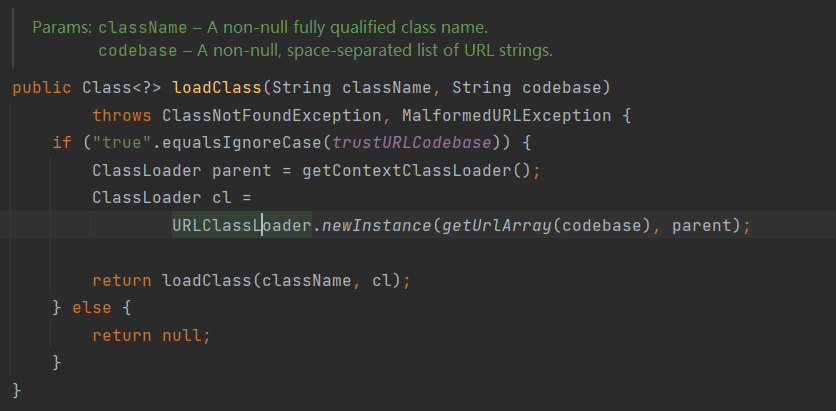 Params: className – A non-null fully qualified class name.
codebase – A non-null, space-separated list of URL strings.
public Class<?> loadClass(String className, String codebase)
throws ClassNotFoundException, MalformedURLException {
if ("true".equalsIgnoreCase(trustURLCodebase)) {
ClassLoader parent = getContextClassLoader();
ClassLoader cl =
URLClassLoader.newInstance(getUrlArray(codebase), parent);
return loadClass(className, cl);
} else {
return null;
}
}